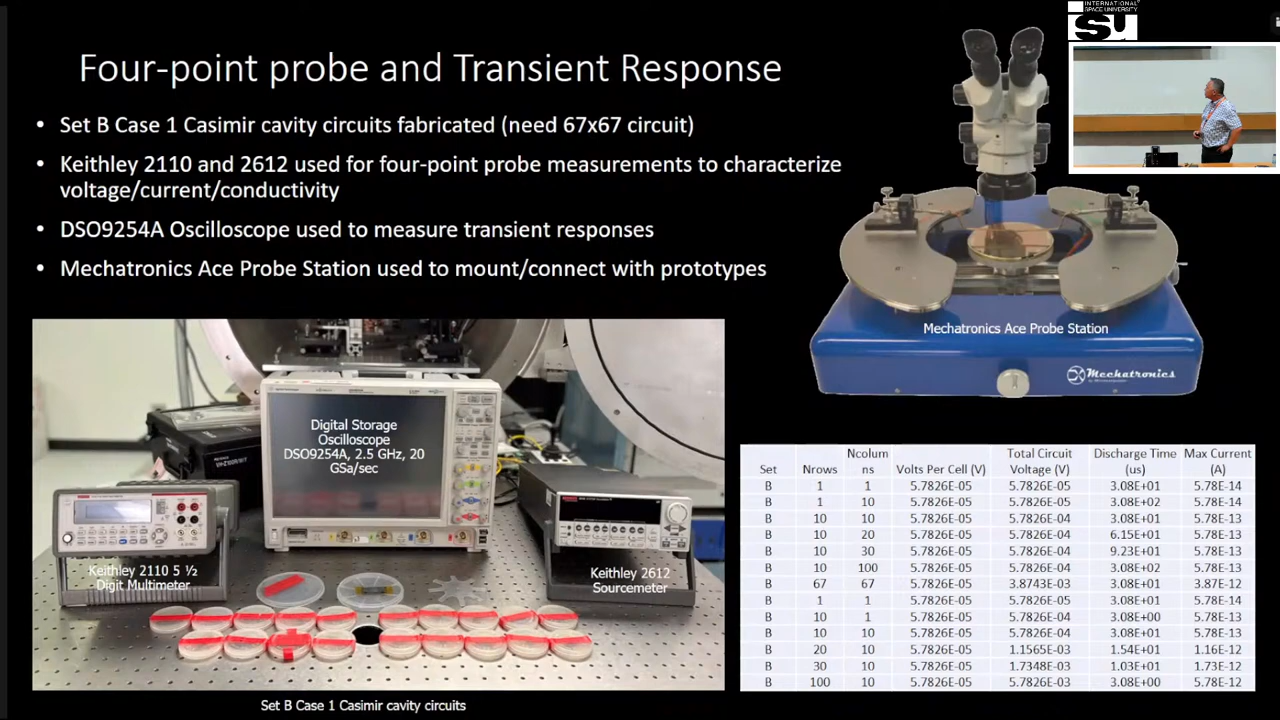 INTERNATIONAL
SPACE UNIVERSITY
SU
Four-point probe and Transient Response
• Set B Case 1 Casimir cavity circuits fabricated (need 67x67 circuit)
• Keithley 2110 and 2612 used for four-point probe measurements to characterize
voltage/current/conductivity
• DSO9254A Oscilloscope used to measure transient responses
• Mechatronics Ace Probe Station used to mount/connect with prototypes
Mechatronics Ace Probe Station
Mechatronics
Digital Storage
Oscilloscope
DSO9254A, 2.5 GHz, 20
GSa/sec
Keithley 2110 5 ½
Digit Multimeter
Keithley 2612
Sourcemeter
Set B Case 1 Casimir cavity circuits
Set Nrows Ncolumns Volts Per Cell (V) Total Circuit Voltage (V) Discharge Time (us) Max Current (A)
B 1 1 5.7826E-05 5.7826E-05 3.08E+01 5.78E-14
B 1 10 5.7826E-05 5.7826E-05 3.08E+02 5.78E-14
B 10 10 5.7826E-05 5.7826E-04 3.08E+01 5.78E-13
B 10 20 5.7826E-05 5.7826E-04 6.15E+01 5.78E-13
B 10 30 5.7826E-05 5.7826E-04 9.23E+01 5.78E-13
B 10 100 5.7826E-05 5.7826E-04 3.08E+02 5.78E-13
B 67 67 5.7826E-05 3.8743E-03 3.08E+01 3.87E-12
B 1 1 5.7826E-05 5.7826E-05 3.08E+01 5.78E-14
B 10 1 5.7826E-05 5.7826E-04 3.08E+00 5.78E-13
B 10 10 5.7826E-05 5.7826E-04 3.08E+01 5.78E-13
B 20 10 5.7826E-05 1.1565E-03 1.54E+01 1.16E-12
B 30 10 5.7826E-05 1.7348E-03 1.03E+01 1.73E-12
B 100 10 5.7826E-05 5.7826E-03 3.08E+00 5.78E-12